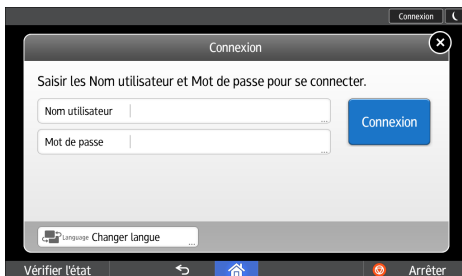 Connexion
Connexion
Saisir les Nom utilisateur et Mot de passe pour se connecter.
Nom utilisateur
...
Connexion
Mot de passe
...
Language Changer langue
...
Vérifier l'état
Arrêter